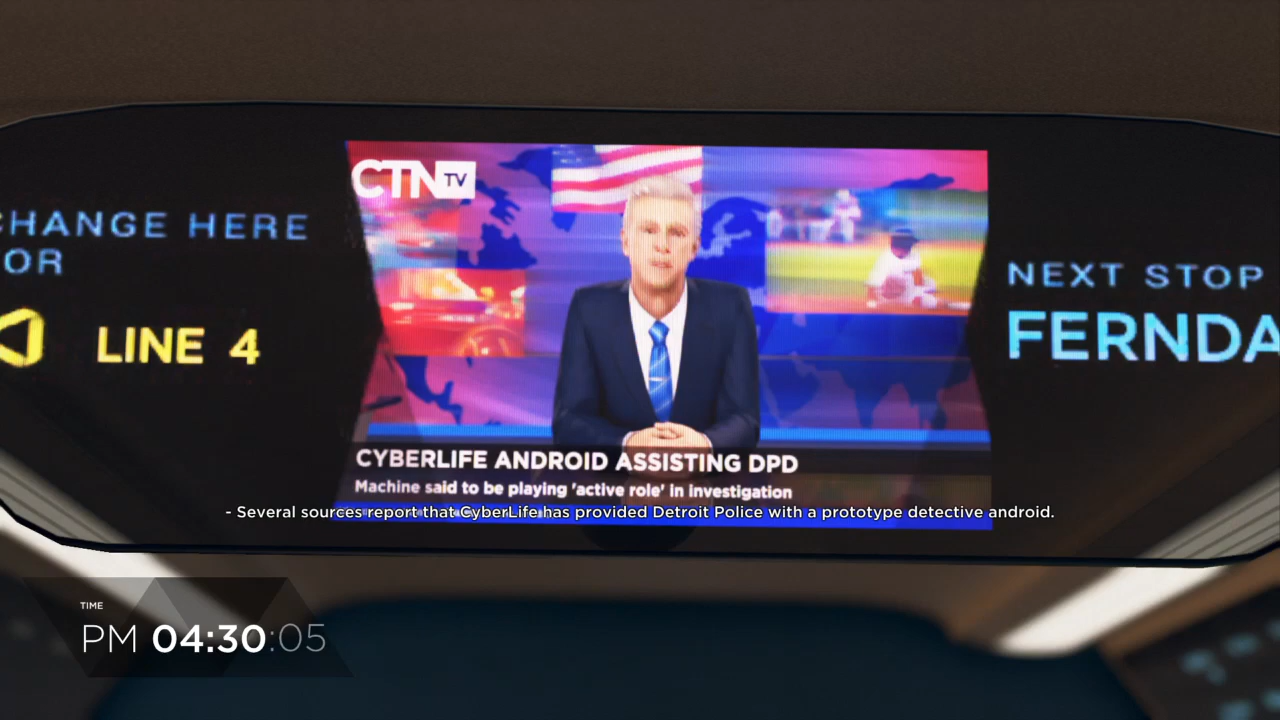 CTN TV
CHANGE HERE
OR
LINE 4
NEXT STOP
FERNDA
CYBERLIFE ANDROID ASSISTING DPD
Machine said to be playing 'active role' in investigation
- Several sources report that CyberLife has provided Detroit Police with a prototype detective android.
TIME
PM 04:30:05